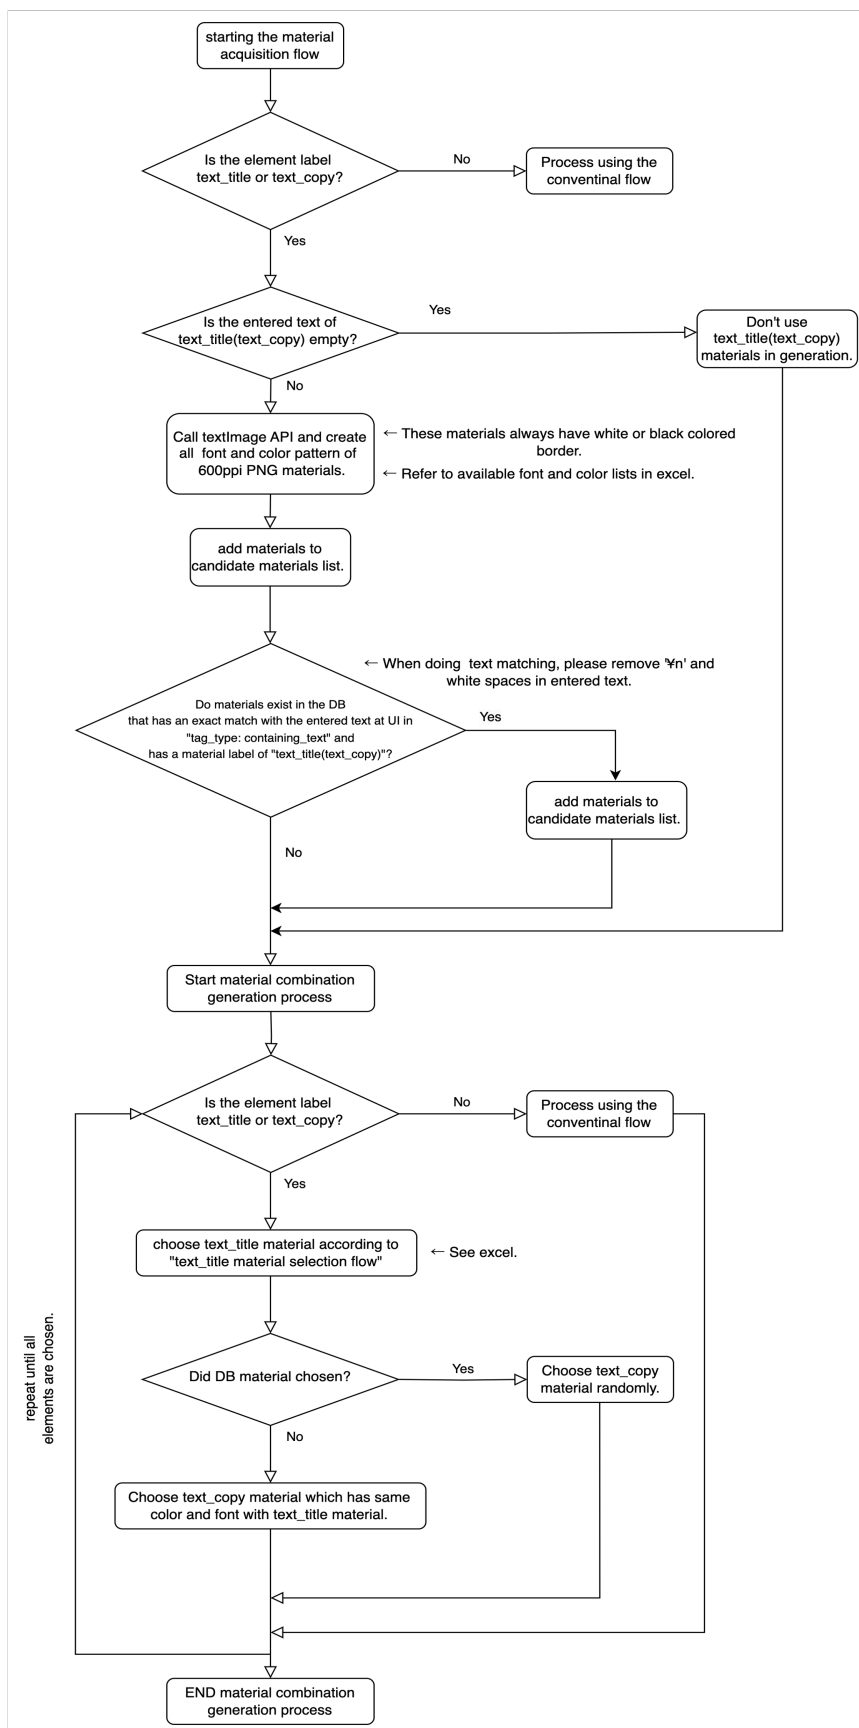 starting the material
acquisition flow
Is the element label
text_title or text_copy?
No
Process using the
conventinal flow
Yes
Is the entered text of
text_title(text_copy) empty?
Yes
Don't use
text_title(text_copy)
materials in generation.
No
Call textImage API and create
all font and color pattern of
600ppi PNG materials.
← These materials always have white or black colored
border.
← Refer to available font and color lists in excel.
add materials to
candidate materials list.
← When doing text matching, please remove '¥n' and
white spaces in entered text.
Do materials exist in the DB
that has an exact match with the entered text at UI in
"tag_type: containing_text" and
has a material label of "text_title(text_copy)"?
Yes
add materials to
candidate materials list.
No
Start material combination
generation process
Is the element label
text_title or text_copy?
No
Process using the
conventinal flow
Yes
choose text_title material according to
"text_title material selection flow"
← See excel.
repeat until all
elements are chosen.
Did DB material chosen?
Yes
Choose text_copy
material randomly.
No
Choose text_copy material which has same
color and font with text_title material.
END material combination
generation process